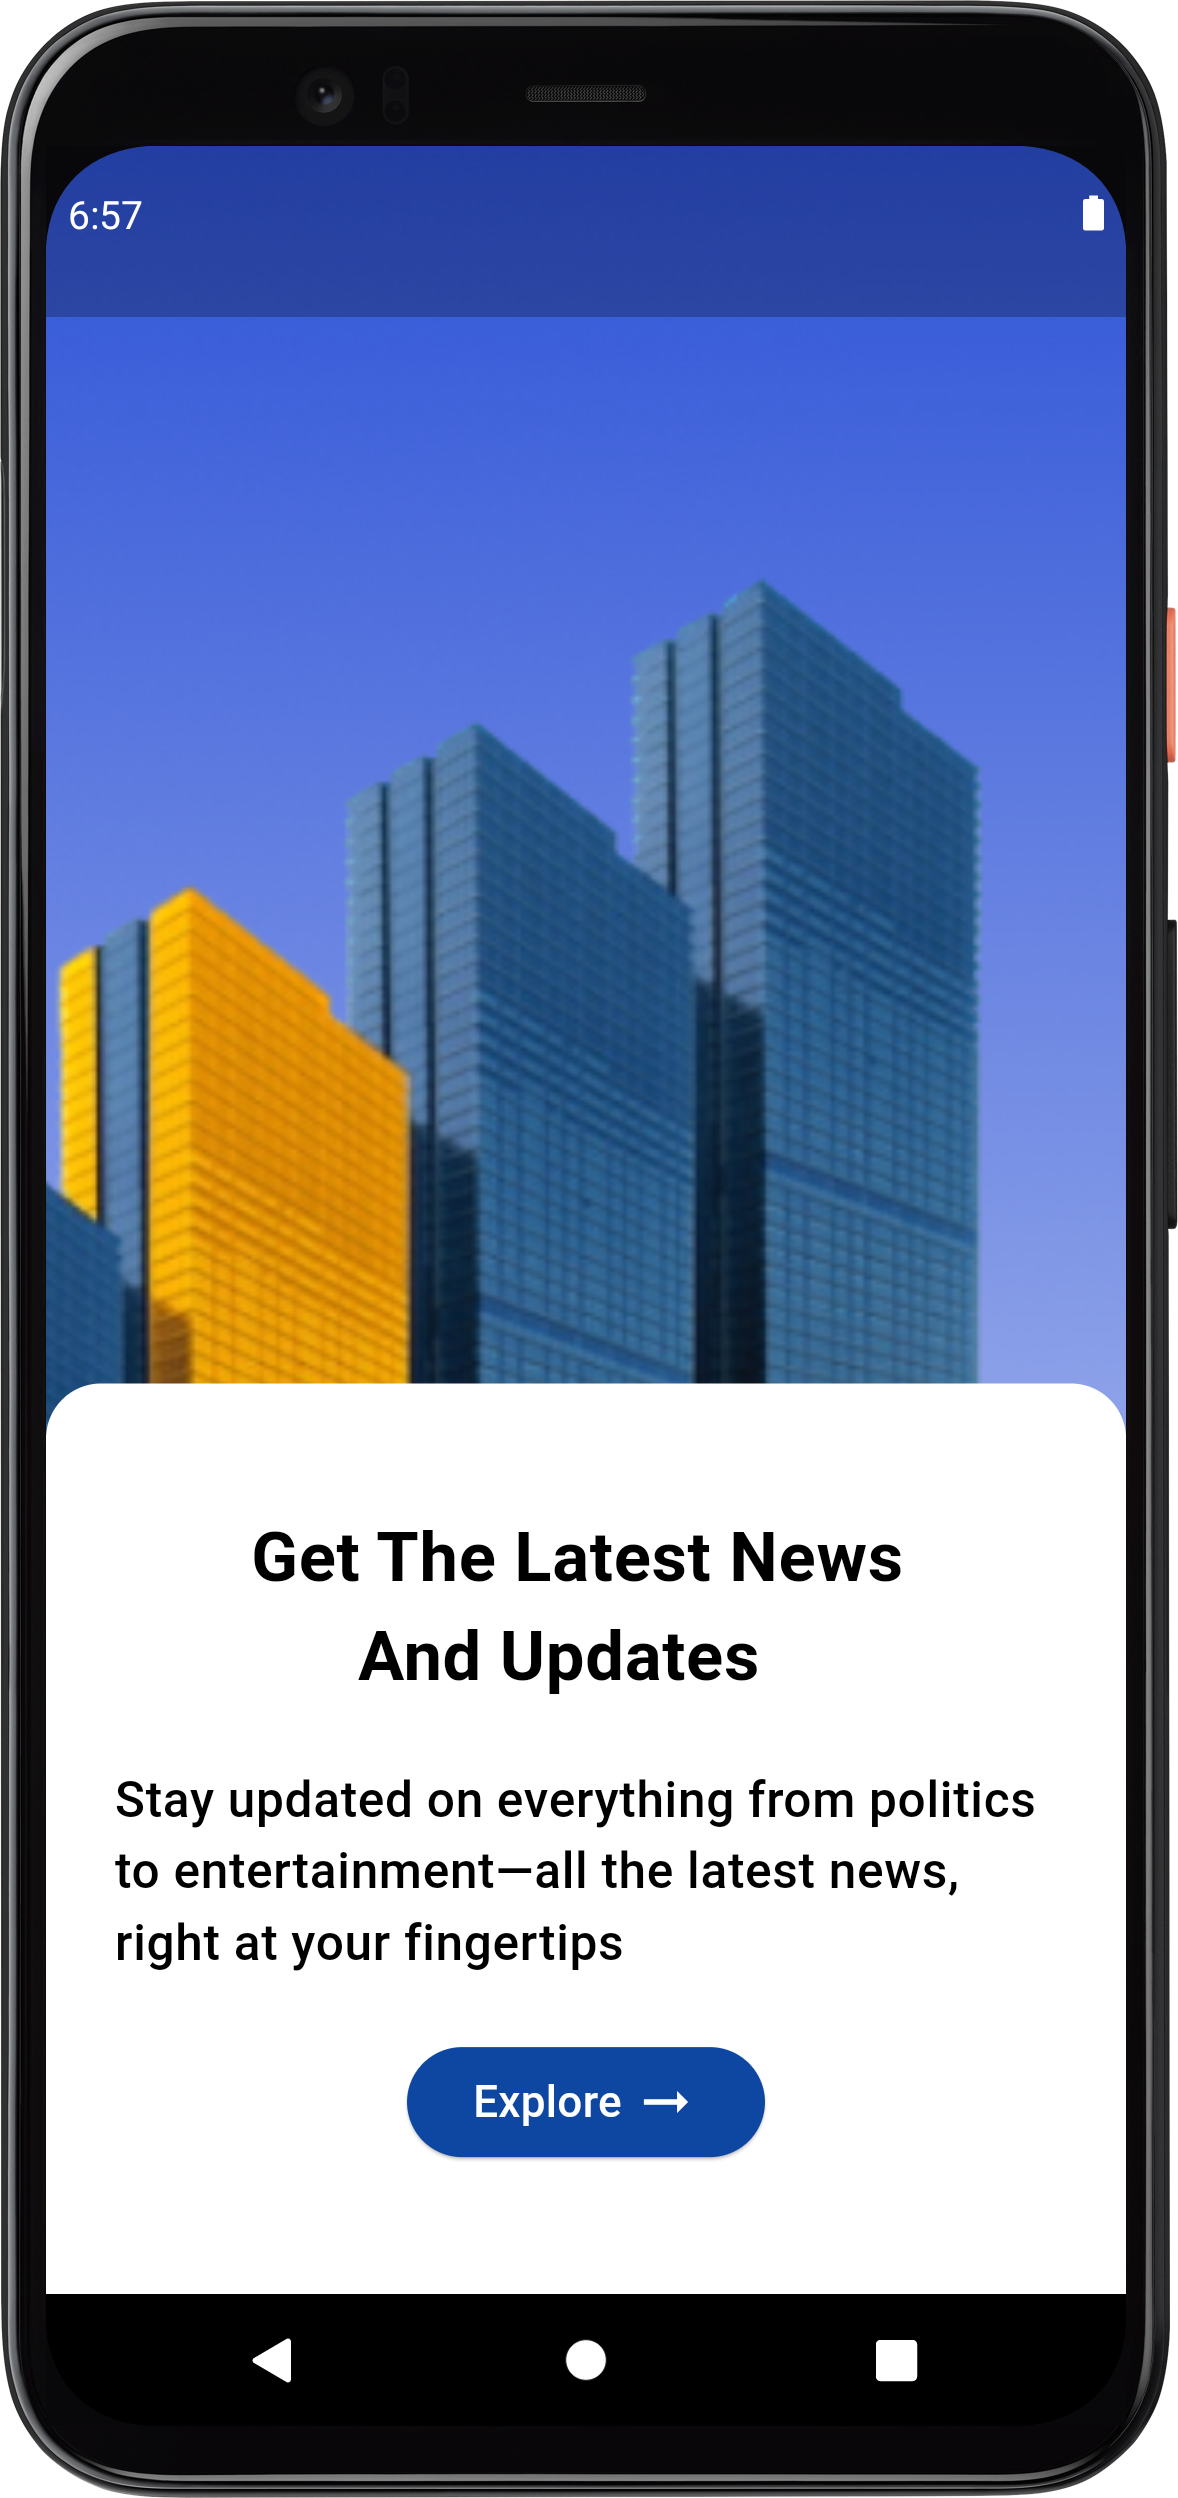 6:57
Get The Latest News
And Updates
Stay updated on everything from politics
to entertainment—all the latest news,
right at your fingertips
Explore